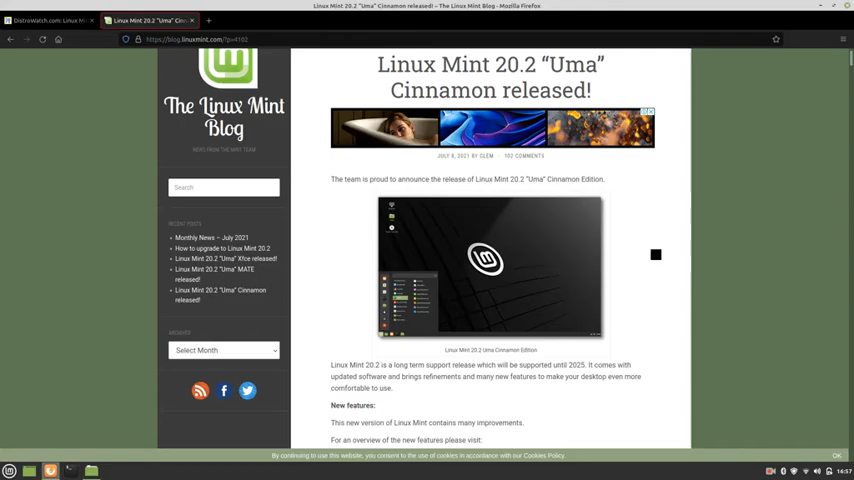 Linux Mint 20.2 "Uma" Cinnamon released! – The Linux Mint Blog - Mozilla Firefox
DistroWatch.com: Linux Mi
Linux Mint 20.2 "Uma" Cinn
https://blog.linuxmint.com/?p=4102
The Linux Mint
Blog
NEWS FROM THE MINT TEAM
Search
RECENT POSTS
Monthly News – July 2021
How to upgrade to Linux Mint 20.2
Linux Mint 20.2 “Uma” Xfce released!
Linux Mint 20.2 “Uma” MATE
released!
Linux Mint 20.2 “Uma” Cinnamon
released!
ARCHIVES
Select Month
Linux Mint 20.2 “Uma”
Cinnamon released!
JULY 8, 2021 BY CLEM
192 COMMENTS
The team is proud to announce the release of Linux Mint 20.2 “Uma” Cinnamon Edition.
Linux Mint 20.2 Uma Cinnamon Edition
Linux Mint 20.2 is a long term support release which will be supported until 2025. It comes with
updated software and brings refinements and many new features to make your desktop even more
comfortable to use.
New features:
This new version of Linux Mint contains many improvements.
For an overview of the new features please visit:
By continuing to use this website, you consent to the use of cookies in accordance with our Cookies Policy.
OK
16:57